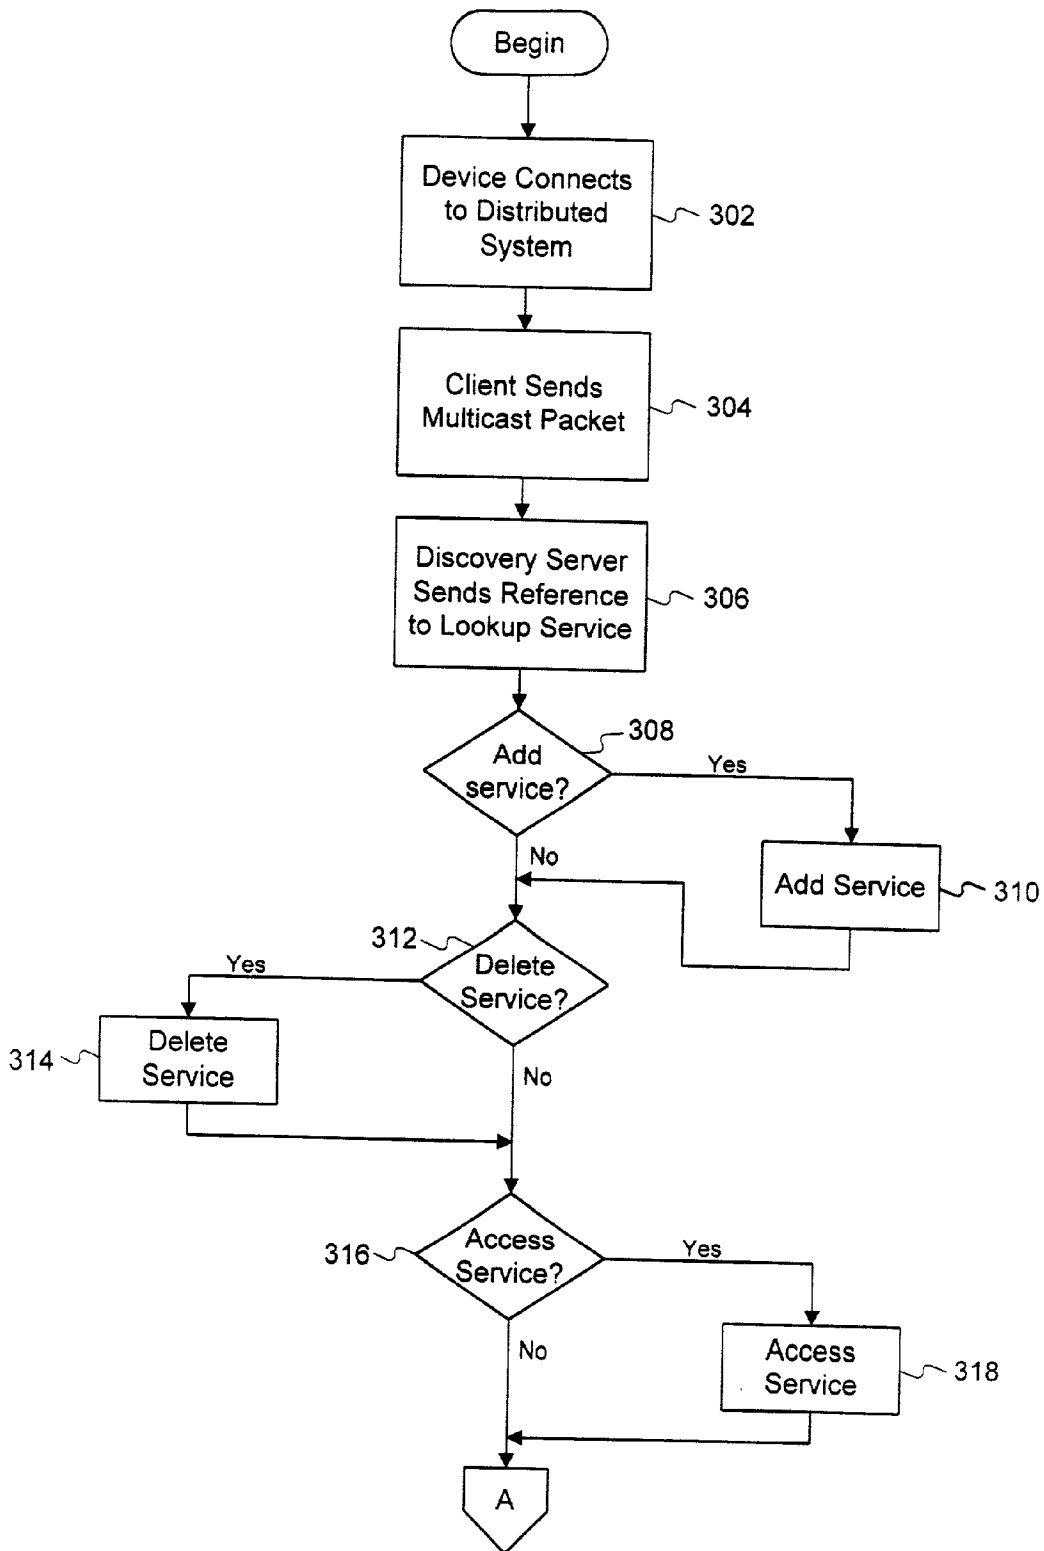 Begin
Device Connects
to Distributed
System
302
Client Sends
Multicast Packet
304
Discovery Server
Sends Reference
to Lookup Service
306
308
Add
service?
Yes
No
Add Service
310
312
Delete
Service?
Yes
Delete
Service
314
No
316
Access
Service?
Yes
No
Access
Service
318
A